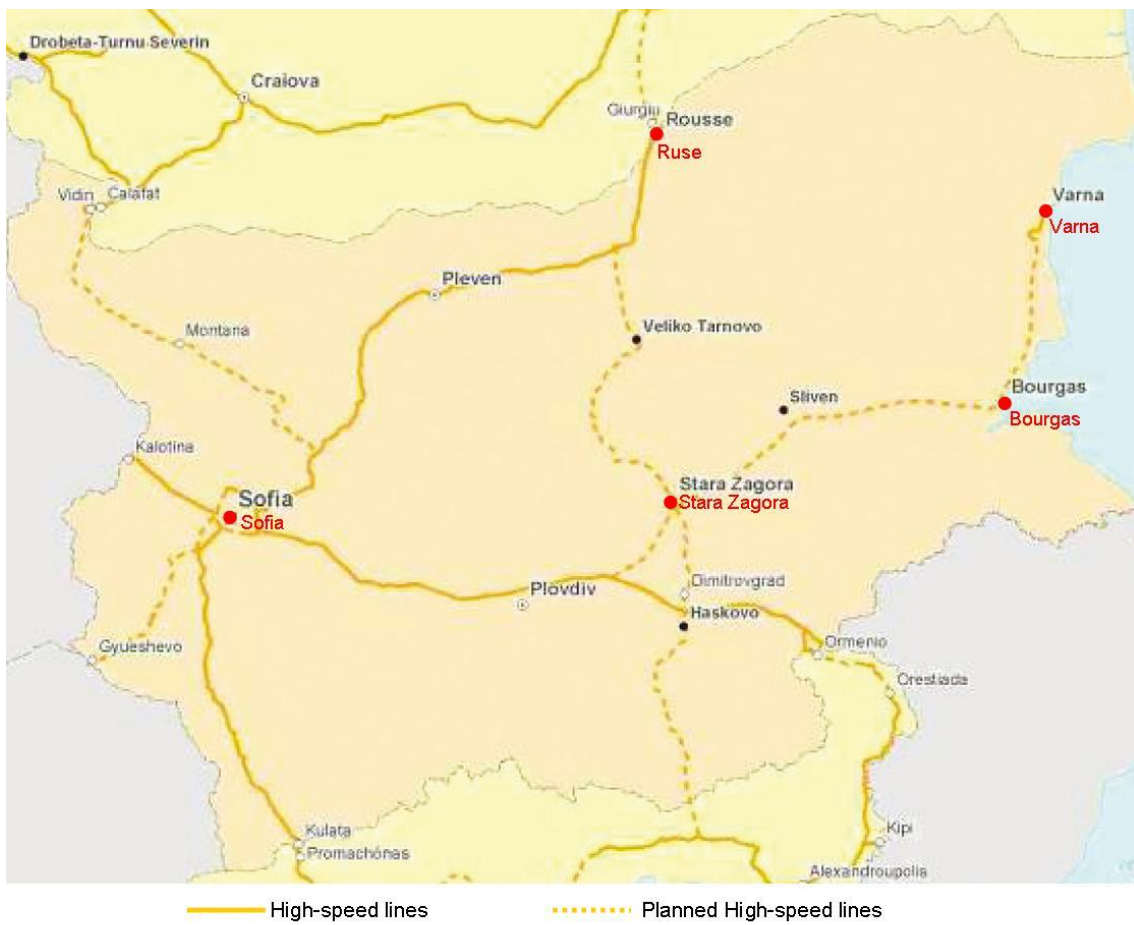 Drobeta-Turnu Severin
Craiova
Giurgiu
Rousse
Ruse
Vidin
Calafat
Varna
Varna
Pleven
Montana
Veliko Tarnovo
Bourgas
Bourgas
Sliven
Kalotina
Sofia
Sofia
Stara Zagora
Stara Zagora
Plovdiv
Dimitrovgrad
Haskovo
Gyueshevo
Ormenio
Orestiada
Kulata
Promachónas
Kipi
Alexandroupolis
High-speed lines
Planned High-speed lines